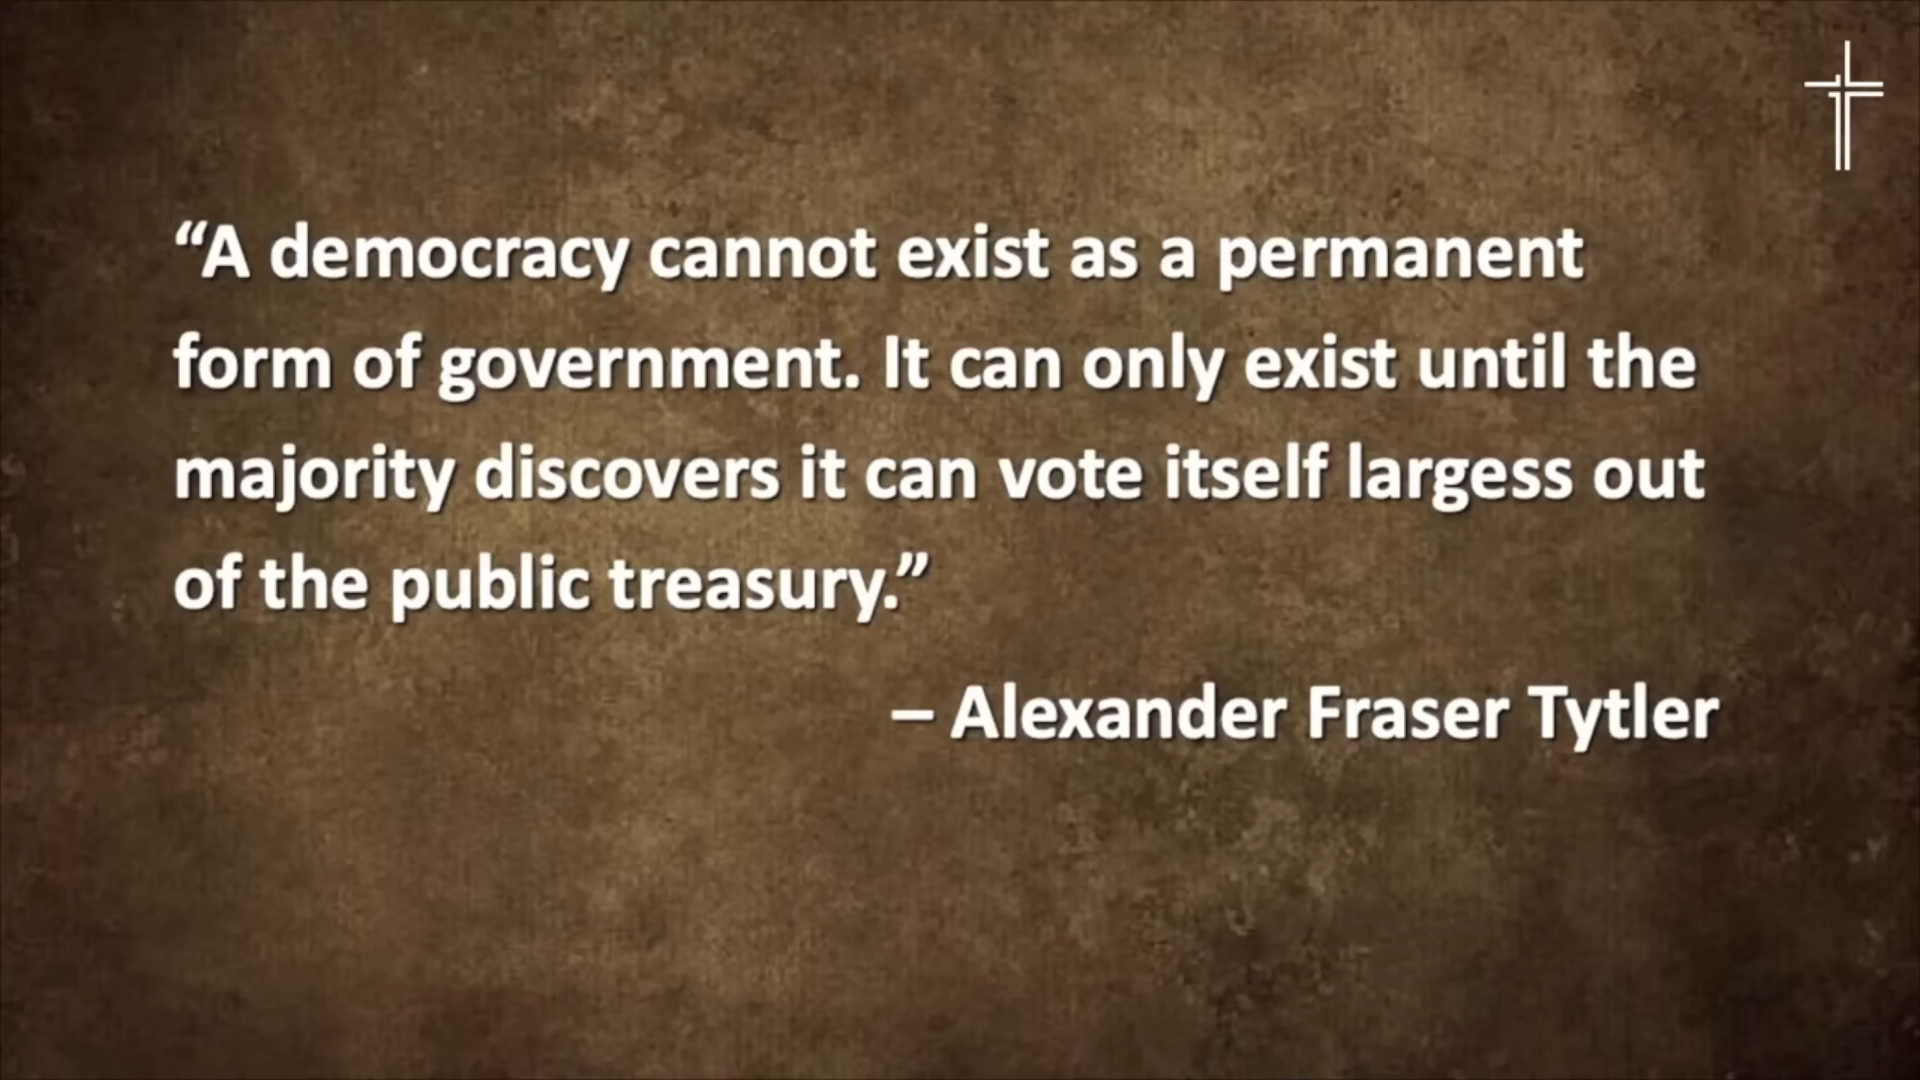 “A democracy cannot exist as a permanent
form of government. It can only exist until the
majority discovers it can vote itself largess out
of the public treasury.”
– Alexander Fraser Tytler